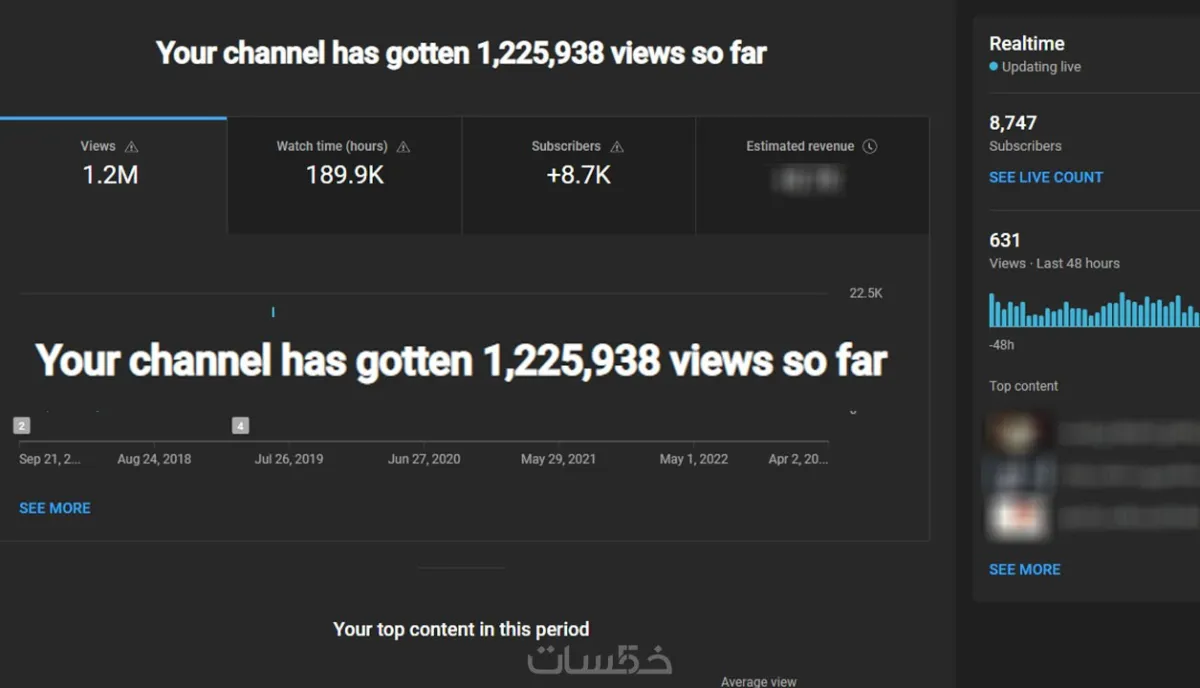 Your channel has gotten 1,225,938 views so far
Views
1.2M
Watch time (hours)
189.9K
Subscribers
+8.7K
Estimated revenue
22.5K
Your channel has gotten 1,225,938 views so far
2
4
Sep 21, 2...
Aug 24, 2018
Jul 26, 2019
Jun 27, 2020
May 29, 2021
May 1, 2022
Apr 2, 20...
SEE MORE
Your top content in this period
خمسات
Average view
Realtime
Updating live
8,747
Subscribers
SEE LIVE COUNT
631
Views · Last 48 hours
-48h
Top content
SEE MORE